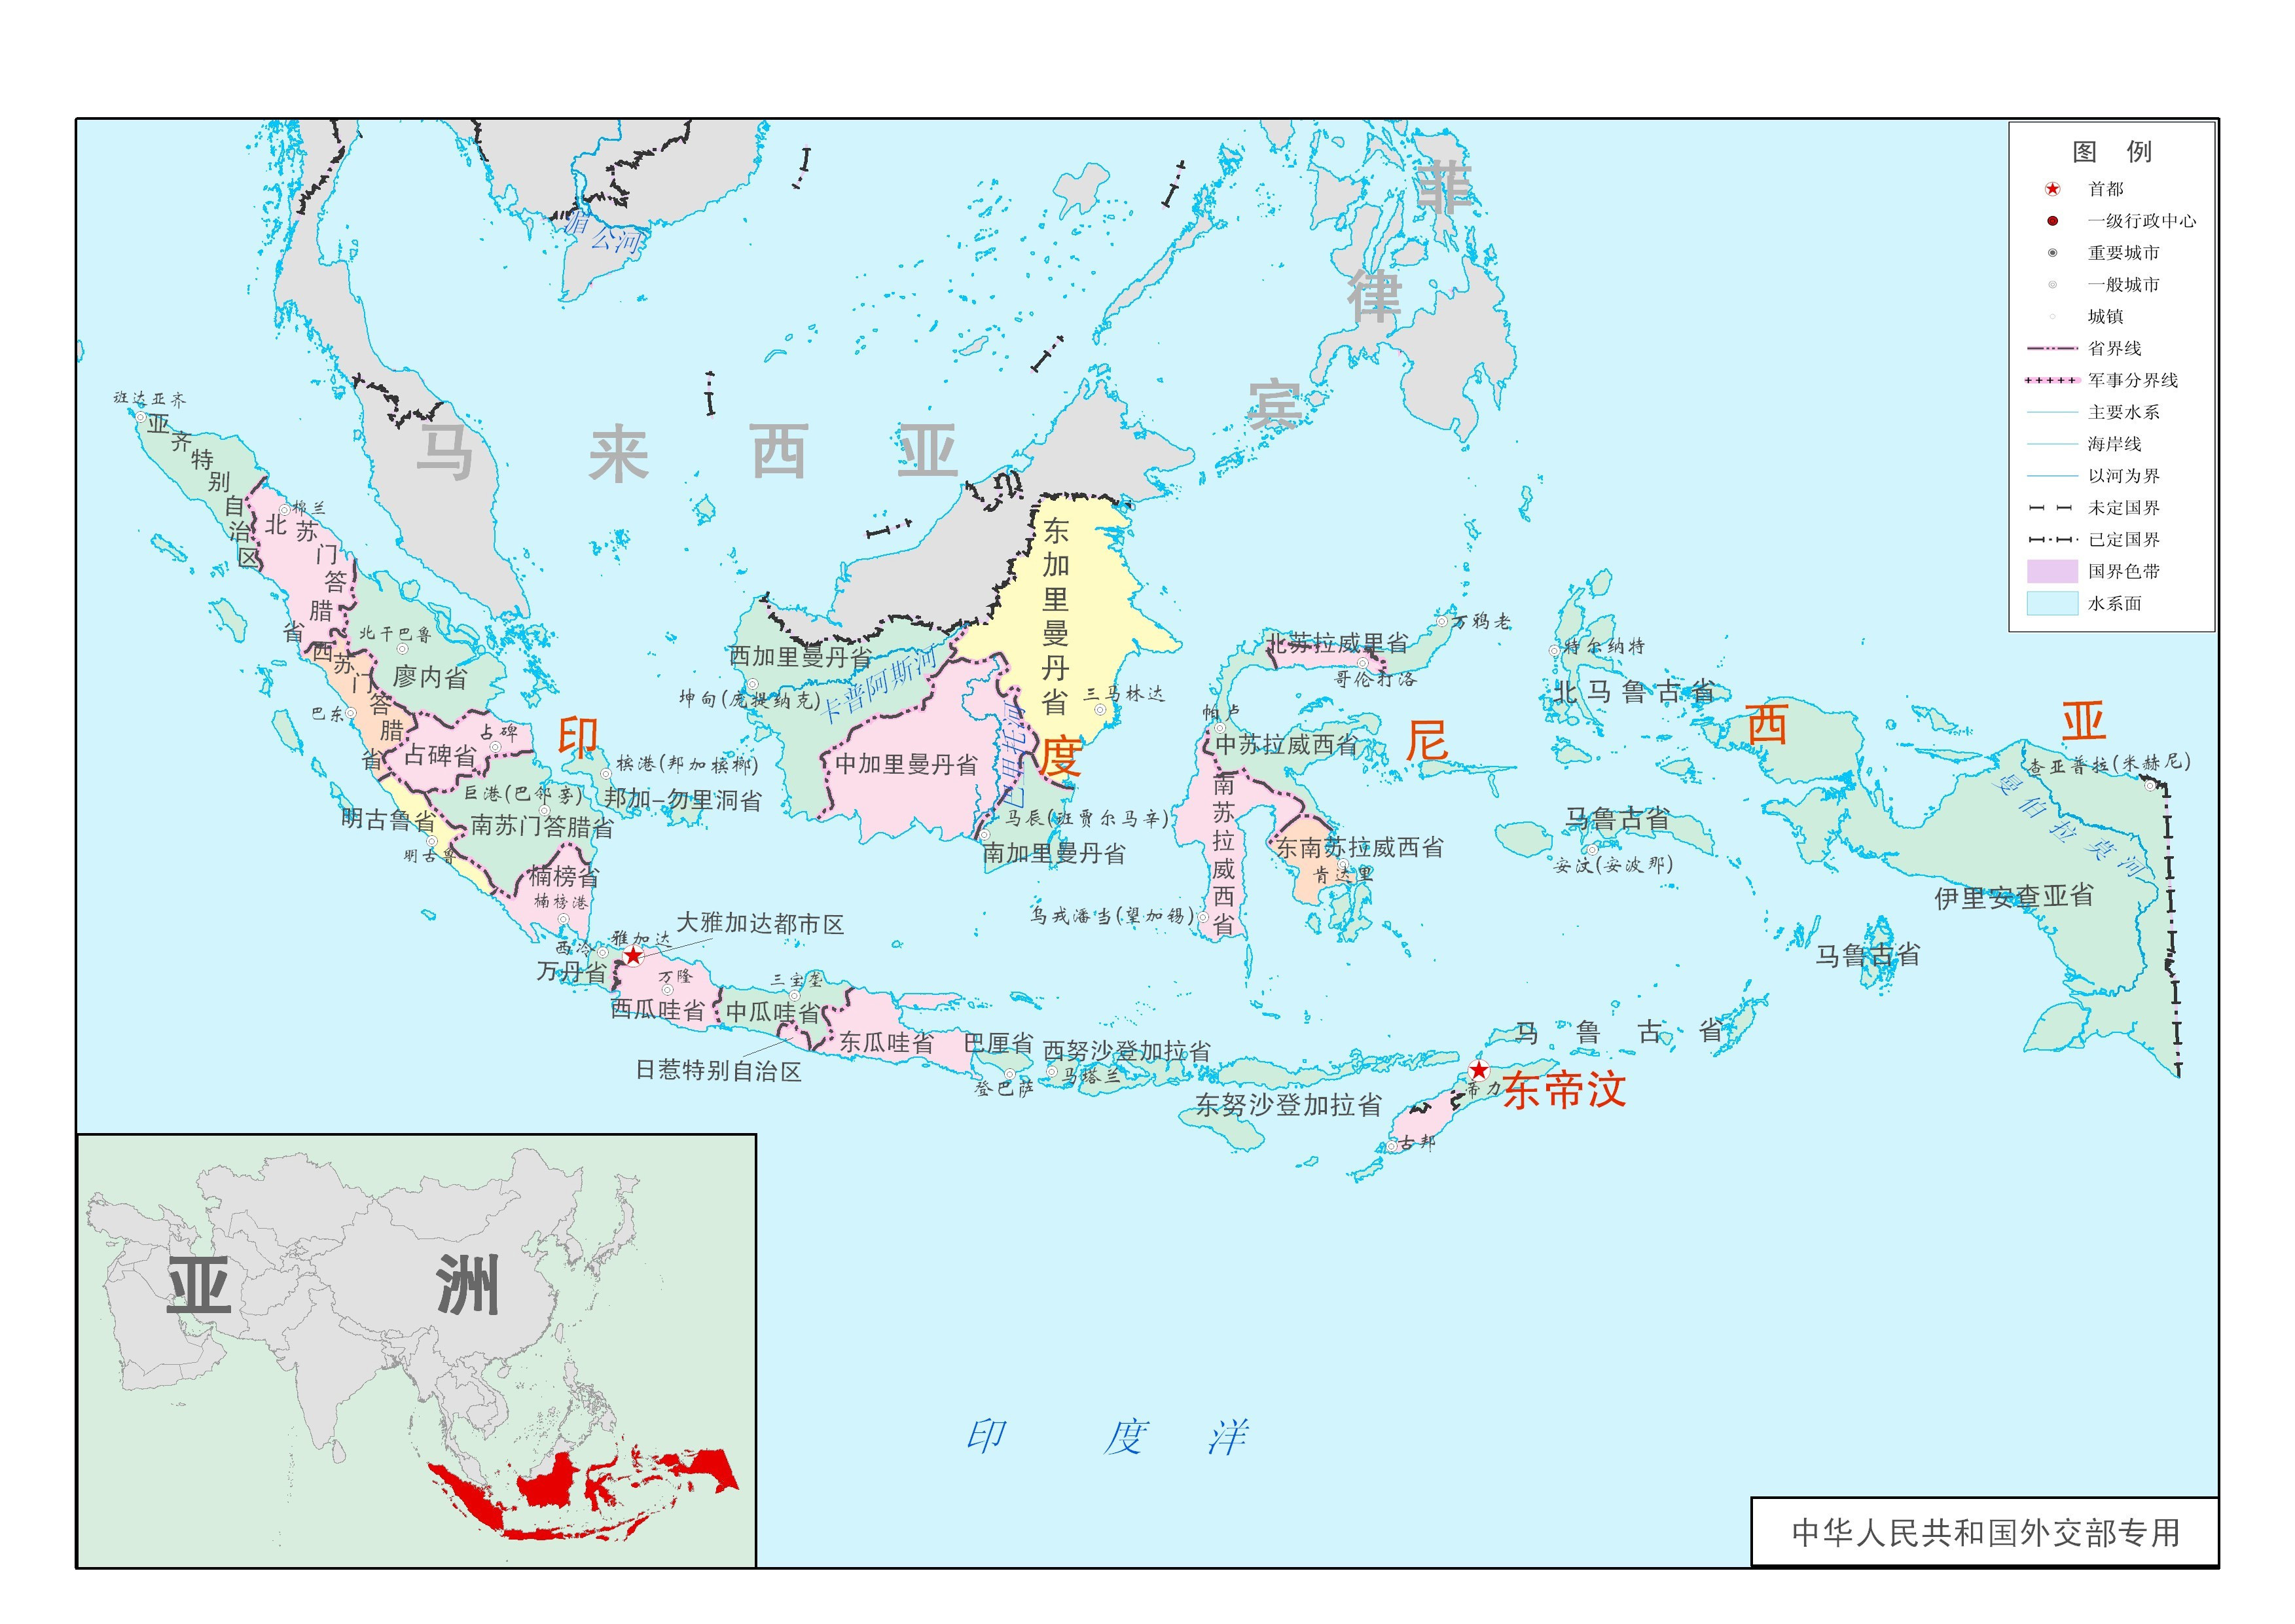 图 例
首都
一级行政中心
重要城市
一般城市
城镇
省界线
军事分界线
主要水系
海岸线
以河为界
未定国界
已定国界
国界色带
水系面
湄公河
菲律宾
马来西亚
印度尼西亚
东帝汶
班达亚齐
亚齐特别自治区
棉兰
北苏门答腊省
北干巴鲁
廖内省
西苏门答腊省
巴东
占碑
占碑省
槟港(邦加槟榔)
邦加-勿里洞省
巨港(巴邻旁)
南苏门答腊省
明古鲁省
明古鲁
楠榜省
楠榜港
西加里曼丹省
坤甸(庞提纳克)
卡普阿斯河
中加里曼丹省
巴里托河
东加里曼丹省
三马林达
马辰(班贾尔马辛)
南加里曼丹省
万鸦老
北苏拉威里省
哥伦打洛
帕卢
中苏拉威西省
南苏拉威西省
东南苏拉威西省
肯达里
乌戎潘当(望加锡)
特尔纳特
北马鲁古省
马鲁古省
安汶(安波那)
查亚普拉(米赫尼)
曼伯拉莫河
伊里安查亚省
马鲁古省
马鲁古省
大雅加达都市区
雅加达
西冷
万丹省
万隆
西瓜哇省
三宝垄
中瓜哇省
日惹特别自治区
东瓜哇省
巴厘省
登巴萨
西努沙登加拉省
马塔兰
东努沙登加拉省
帝力
古邦
亚洲
印度洋
中华人民共和国外交部专用